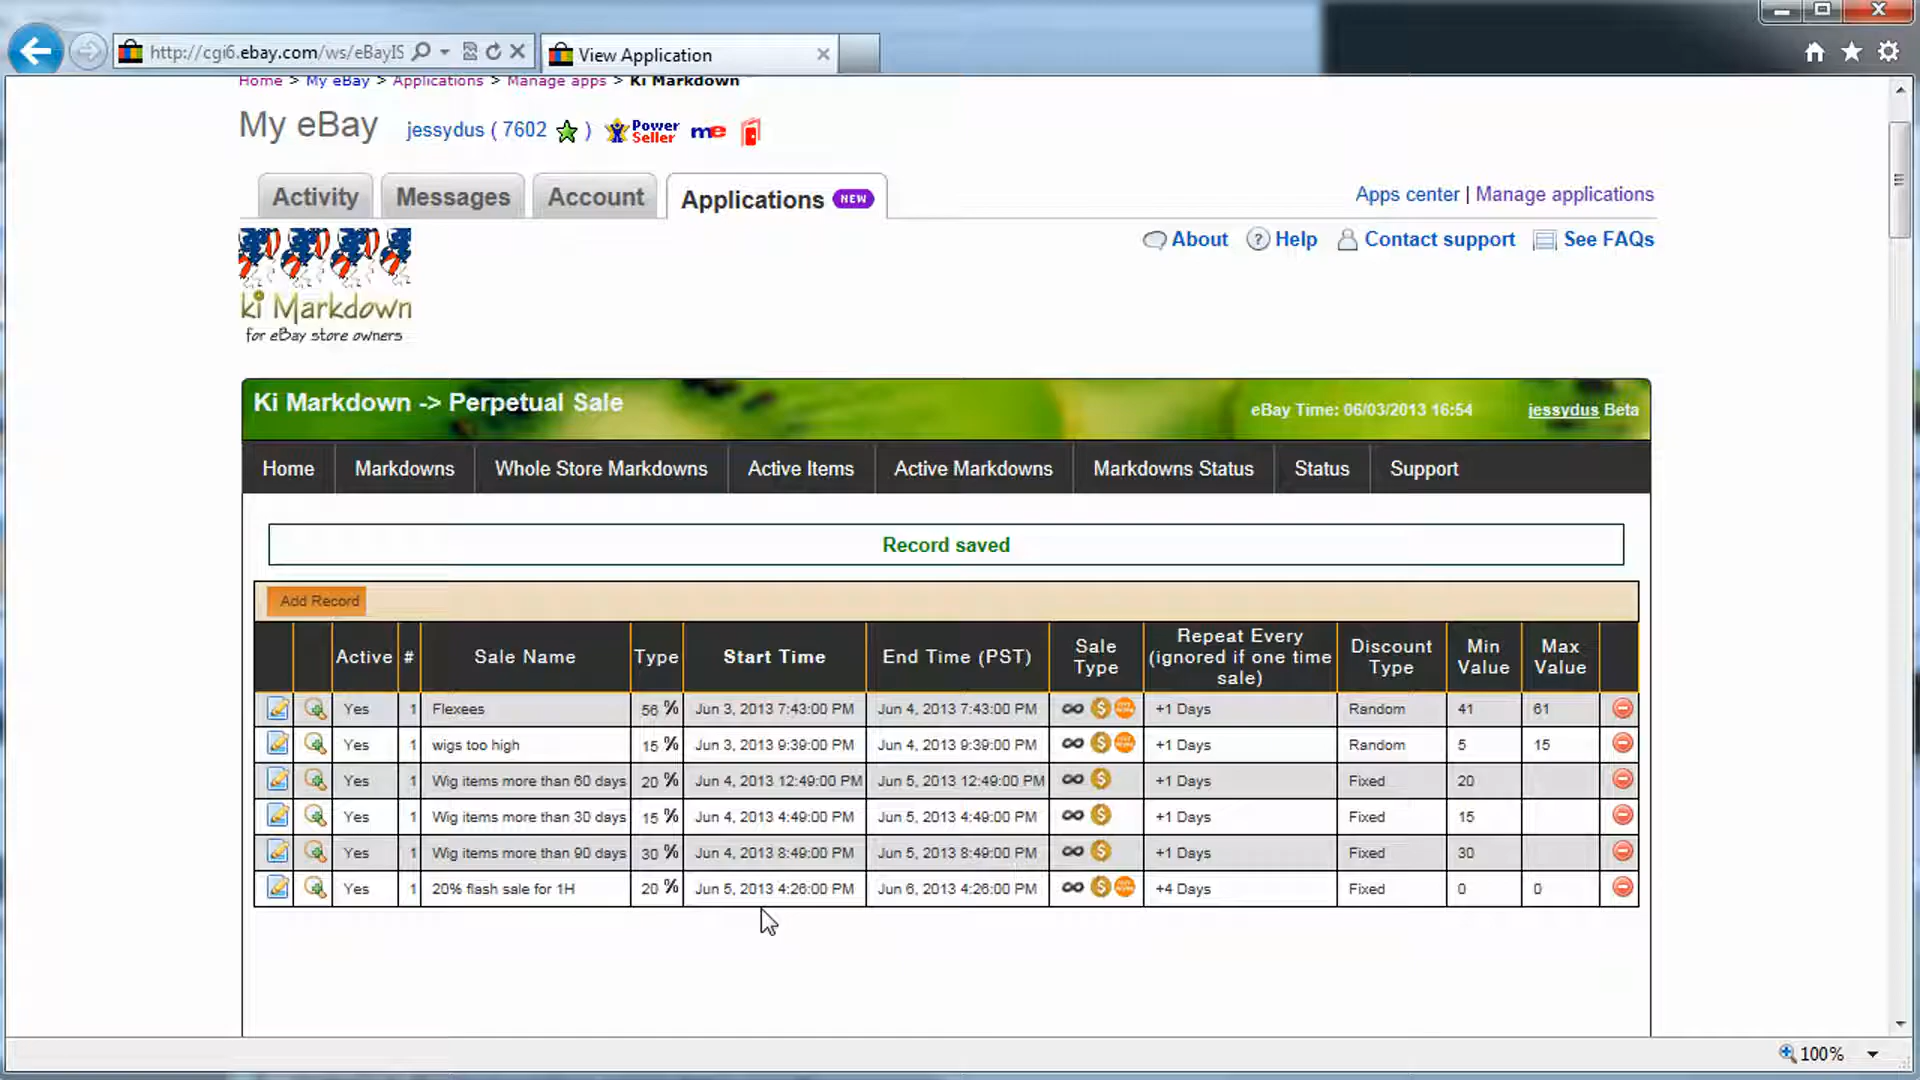 http://cgi6.ebay.com/ws/eBayIS
View Application
Home > My eBay > Applications > Manage apps > Ki Markdown
My eBay jessydus ( 7602 ) Power Seller me
Activity Messages Account Applications NEW
Apps center | Manage applications
About Help Contact support See FAQs
ki Markdown
for eBay store owners
Ki Markdown -> Perpetual Sale
eBay Time: 06/03/2013 16:54 jessydus Beta
Home Markdowns Whole Store Markdowns Active Items Active Markdowns Markdowns Status Status Support
Record saved
Add Record
Active # Sale Name Type Start Time End Time (PST) Sale Type Repeat Every (ignored if one time sale) Discount Type Min Value Max Value
Yes 1 Flexees 56 % Jun 3, 2013 7:43:00 PM Jun 4, 2013 7:43:00 PM +1 Days Random 41 61
Yes 1 wigs too high 15 % Jun 3, 2013 9:39:00 PM Jun 4, 2013 9:39:00 PM +1 Days Random 5 15
Yes 1 Wig items more than 60 days 20 % Jun 4, 2013 12:49:00 PM Jun 5, 2013 12:49:00 PM +1 Days Fixed 20
Yes 1 Wig items more than 30 days 15 % Jun 4, 2013 4:49:00 PM Jun 5, 2013 4:49:00 PM +1 Days Fixed 15
Yes 1 Wig items more than 90 days 30 % Jun 4, 2013 8:49:00 PM Jun 5, 2013 8:49:00 PM +1 Days Fixed 30
Yes 1 20% flash sale for 1H 20 % Jun 5, 2013 4:26:00 PM Jun 6, 2013 4:26:00 PM +4 Days Fixed 0 0
100%